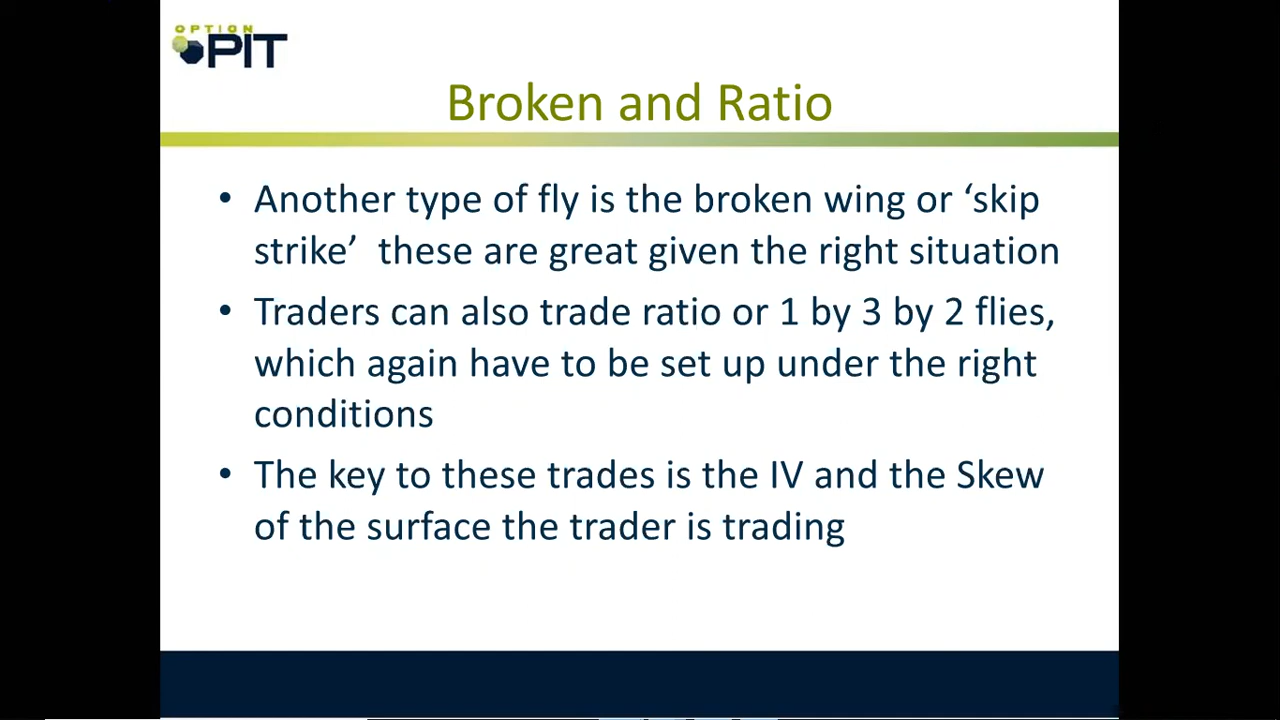 OPTION
PIT
Broken and Ratio
• Another type of fly is the broken wing or ‘skip
strike’  these are great given the right situation
• Traders can also trade ratio or 1 by 3 by 2 flies,
which again have to be set up under the right
conditions
• The key to these trades is the IV and the Skew
of the surface the trader is trading